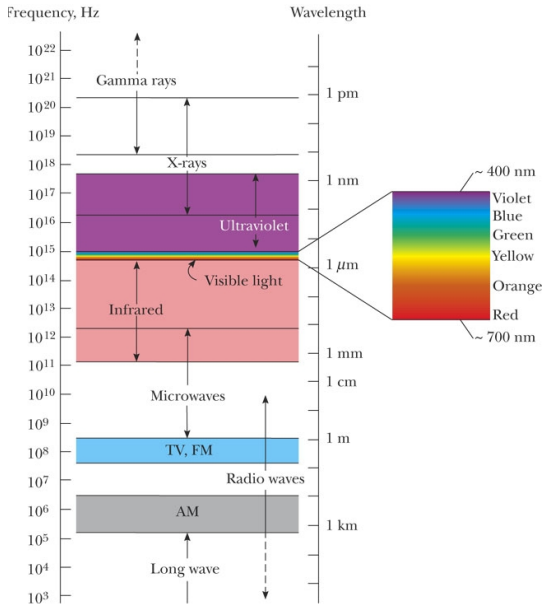 Frequency, Hz
Wavelength
10²²
10²¹
Gamma rays
10²⁰
1 pm
10¹⁹
10¹⁸
X-rays
~ 400 nm
10¹⁷
1 nm
Violet
10¹⁶
Ultraviolet
Blue
Green
10¹⁵
Yellow
1 μm
10¹⁴
Visible light
Orange
10¹³
Infrared
Red
10¹²
~ 700 nm
1 mm
10¹¹
1 cm
10¹⁰
Microwaves
10⁹
1 m
10⁸
TV, FM
10⁷
Radio waves
10⁶
AM
1 km
10⁵
10⁴
Long wave
10³